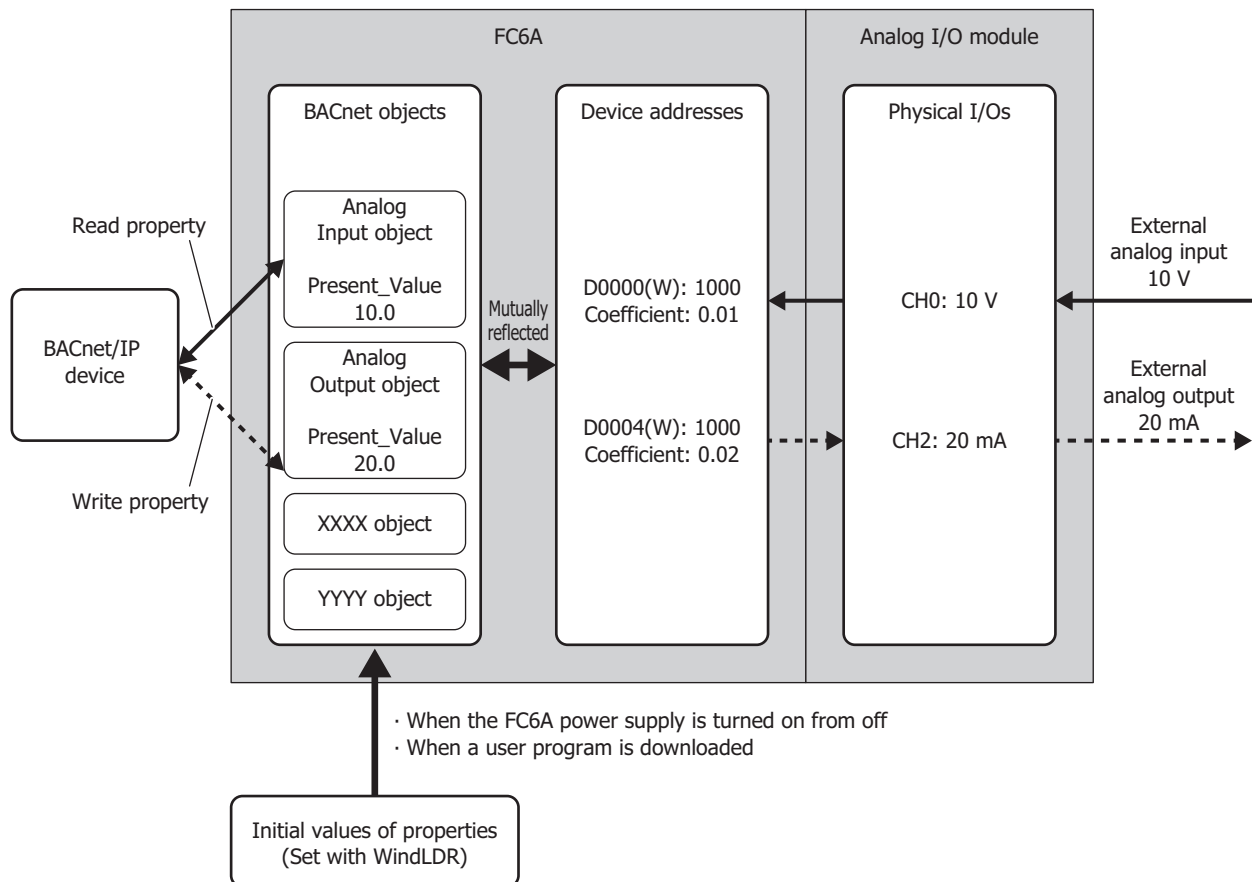 FC6A
Analog I/O module
BACnet objects
Device addresses
Physical I/Os
Read property
Analog
Input object
Present_Value
10.0
BACnet/IP
device
Write property
Analog
Output object
Present_Value
20.0
XXXX object
YYYY object
Mutually
reflected
D0000(W): 1000
Coefficient: 0.01
D0004(W): 1000
Coefficient: 0.02
CH0: 10 V
CH2: 20 mA
External
analog input
10 V
External
analog output
20 mA
· When the FC6A power supply is turned on from off
· When a user program is downloaded
Initial values of properties
(Set with WindLDR)